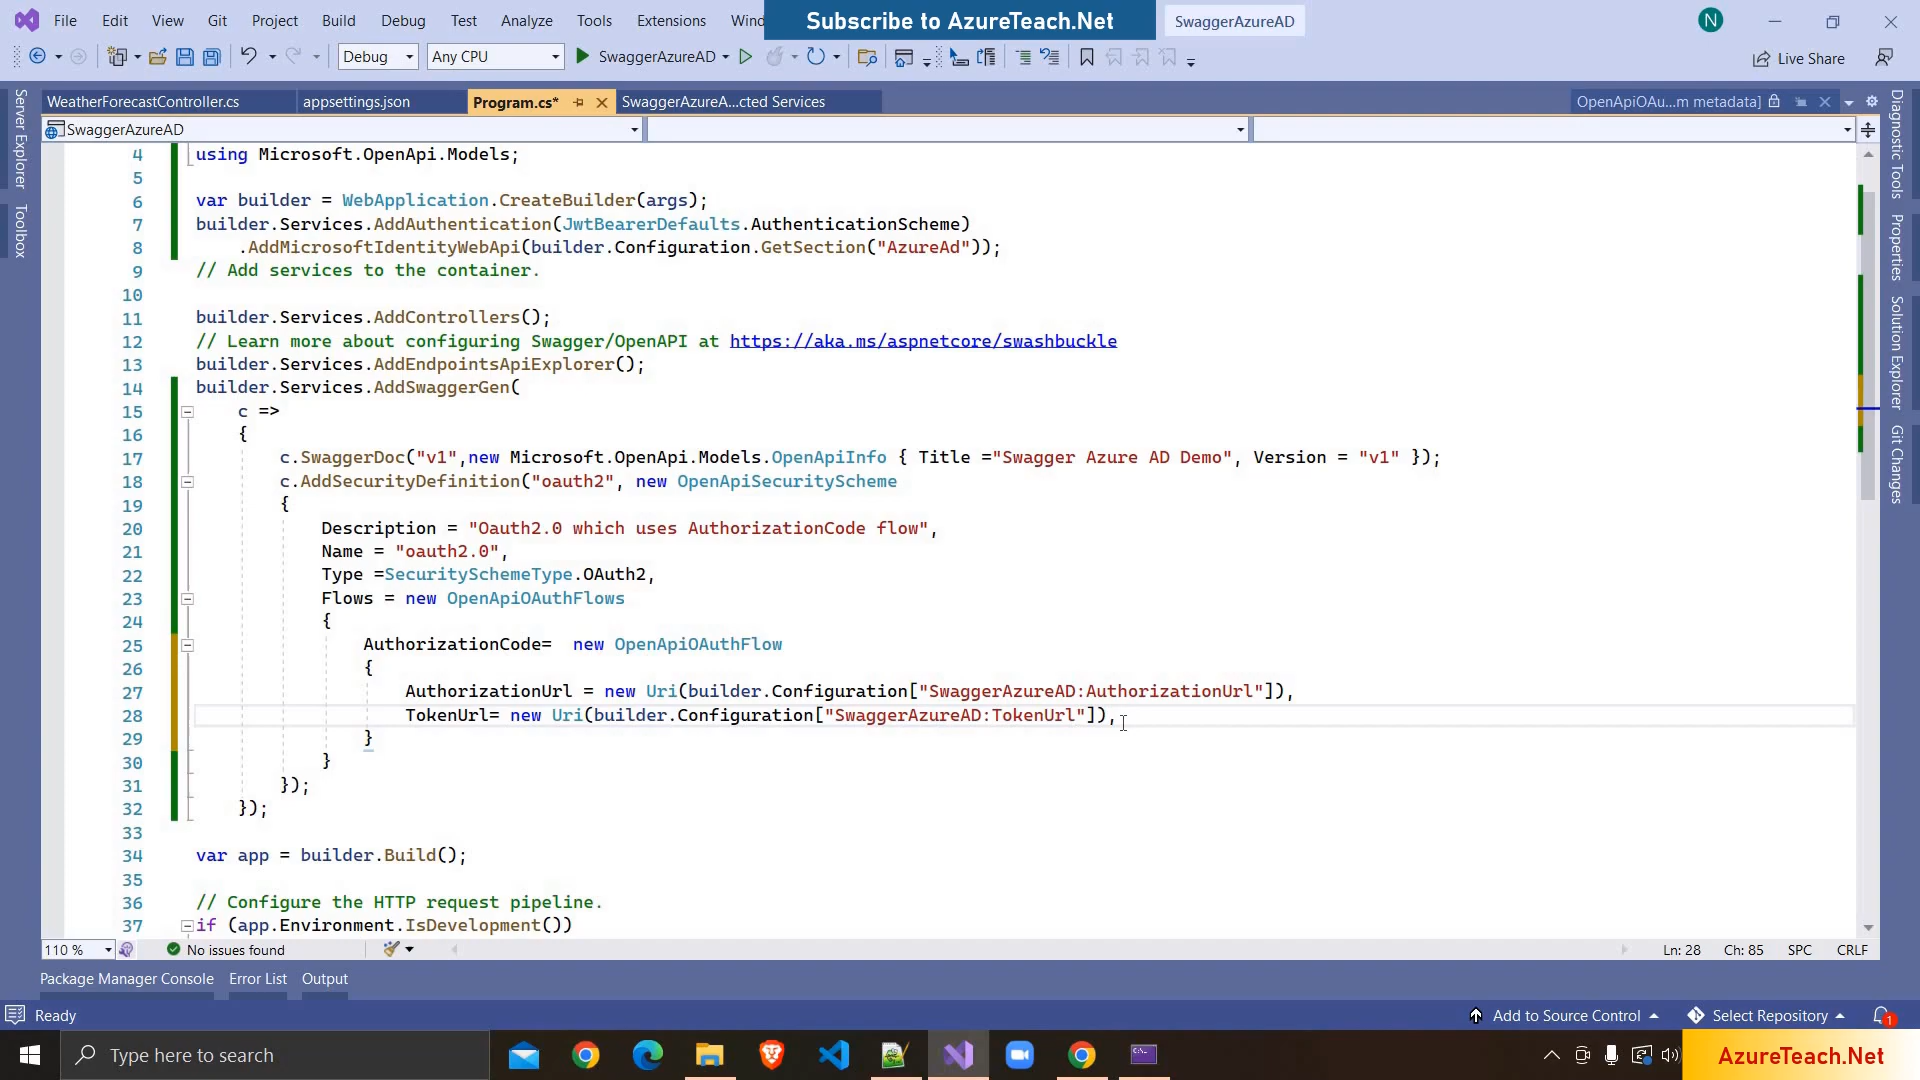 File Edit View Git Project Build Debug Test Analyze Tools Extensions Wind
Subscribe to AzureTeach.Net
SwaggerAzureAD
N
Debug Any CPU SwaggerAzureAD Live Share
WeatherForecastController.cs appsettings.json Program.cs* SwaggerAzureA...cted Services OpenApiOAu...m metadata]
SwaggerAzureAD
Server Explorer
Toolbox
Diagnostic Tools
Properties
Solution Explorer
Git Changes
4 using Microsoft.OpenApi.Models;
5
6 var builder = WebApplication.CreateBuilder(args);
7 builder.Services.AddAuthentication(JwtBearerDefaults.AuthenticationScheme)
8 .AddMicrosoftIdentityWebApi(builder.Configuration.GetSection("AzureAd"));
9 // Add services to the container.
10
11 builder.Services.AddControllers();
12 // Learn more about configuring Swagger/OpenAPI at https://aka.ms/aspnetcore/swashbuckle
13 builder.Services.AddEndpointsApiExplorer();
14 builder.Services.AddSwaggerGen(
15 c =>
16 {
17 c.SwaggerDoc("v1",new Microsoft.OpenApi.Models.OpenApiInfo { Title ="Swagger Azure AD Demo", Version = "v1" });
18 c.AddSecurityDefinition("oauth2", new OpenApiSecurityScheme
19 {
20 Description = "Oauth2.0 which uses AuthorizationCode flow",
21 Name = "oauth2.0",
22 Type =SecuritySchemeType.OAuth2,
23 Flows = new OpenApiOAuthFlows
24 {
25 AuthorizationCode= new OpenApiOAuthFlow
26 {
27 AuthorizationUrl = new Uri(builder.Configuration["SwaggerAzureAD:AuthorizationUrl"]),
28 TokenUrl= new Uri(builder.Configuration["SwaggerAzureAD:TokenUrl"]),
29 }
30 }
31 });
32 });
33
34 var app = builder.Build();
35
36 // Configure the HTTP request pipeline.
37 if (app.Environment.IsDevelopment())
110 % No issues found Ln: 28 Ch: 85 SPC CRLF
Package Manager Console Error List Output
Ready Add to Source Control Select Repository 1
Type here to search
AzureTeach.Net